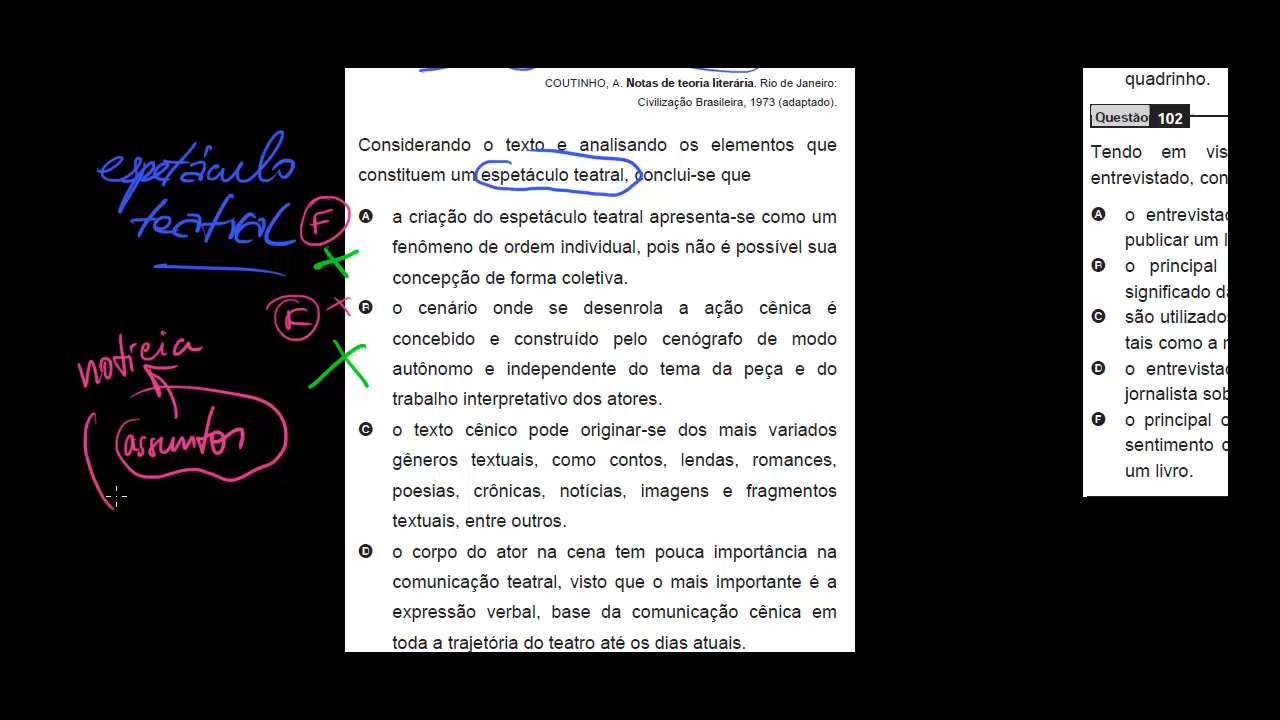 COUTINHO, A. Notas de teoria literária. Rio de Janeiro:
Civilização Brasileira, 1973 (adaptado).
Considerando o texto e analisando os elementos que
constituem um espetáculo teatral, conclui-se que
A a criação do espetáculo teatral apresenta-se como um
fenômeno de ordem individual, pois não é possível sua
concepção de forma coletiva.
B o cenário onde se desenrola a ação cênica é
concebido e construído pelo cenógrafo de modo
autônomo e independente do tema da peça e do
trabalho interpretativo dos atores.
C o texto cênico pode originar-se dos mais variados
gêneros textuais, como contos, lendas, romances,
poesias, crônicas, notícias, imagens e fragmentos
textuais, entre outros.
D o corpo do ator na cena tem pouca importância na
comunicação teatral, visto que o mais importante é a
expressão verbal, base da comunicação cênica em
toda a trajetória do teatro até os dias atuais.
espetáculo
teatral
F
F
notícia
assuntos
quadrinho.
Questão 102
Tendo em vis
entrevistado, con
A o entrevista
publicar um l
B o principal
significado da
C são utilizados
tais como a r
D o entrevista
jornalista sob
E o principal o
sentimento o
um livro.